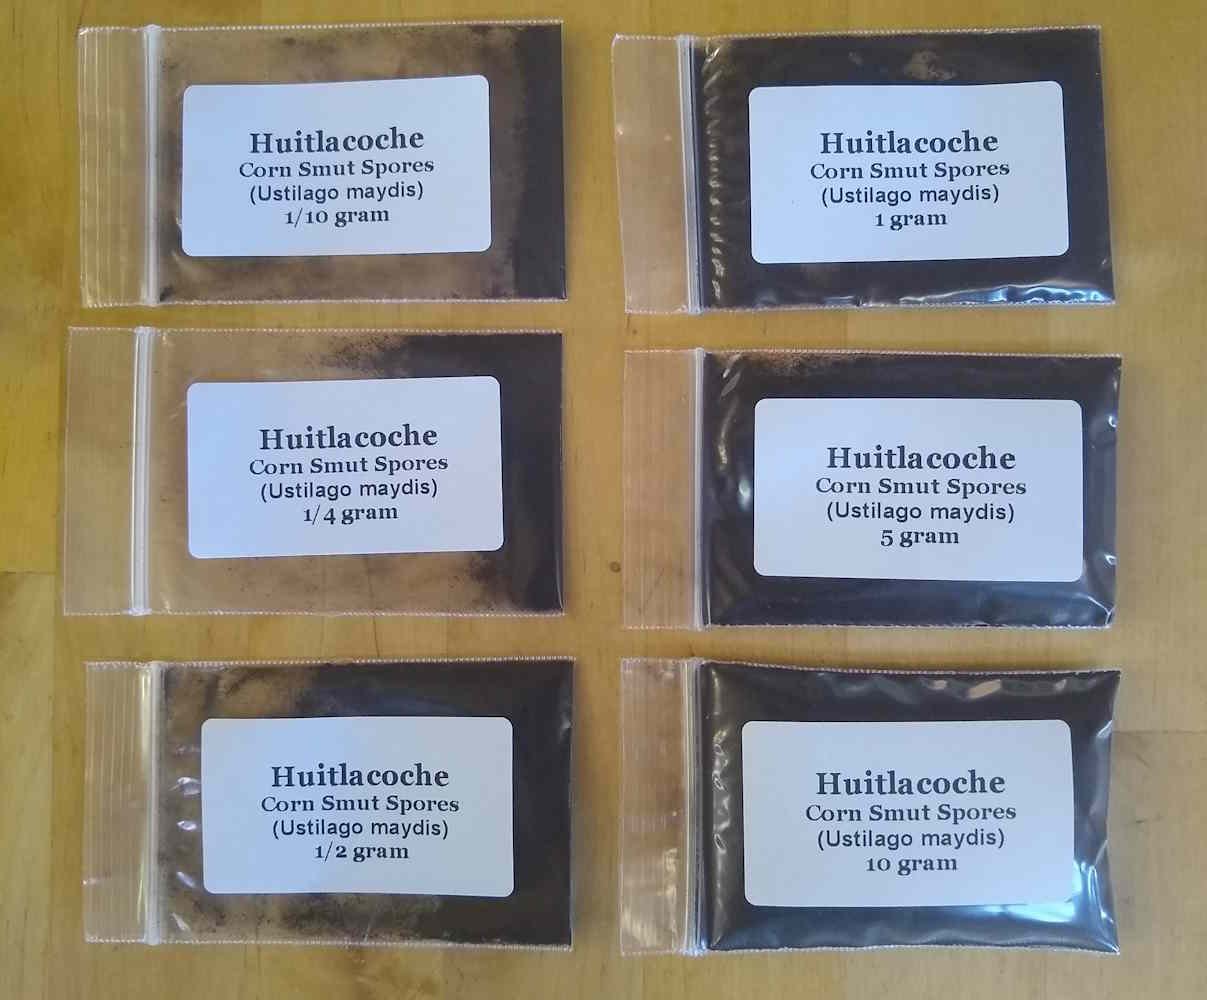 Huitlacoche
Corn Smut Spores
(Ustilago maydis)
1/10 gram
Huitlacoche
Corn Smut Spores
(Ustilago maydis)
1 gram
Huitlacoche
Corn Smut Spores
(Ustilago maydis)
1/4 gram
Huitlacoche
Corn Smut Spores
(Ustilago maydis)
5 gram
Huitlacoche
Corn Smut Spores
(Ustilago maydis)
1/2 gram
Huitlacoche
Corn Smut Spores
(Ustilago maydis)
10 gram